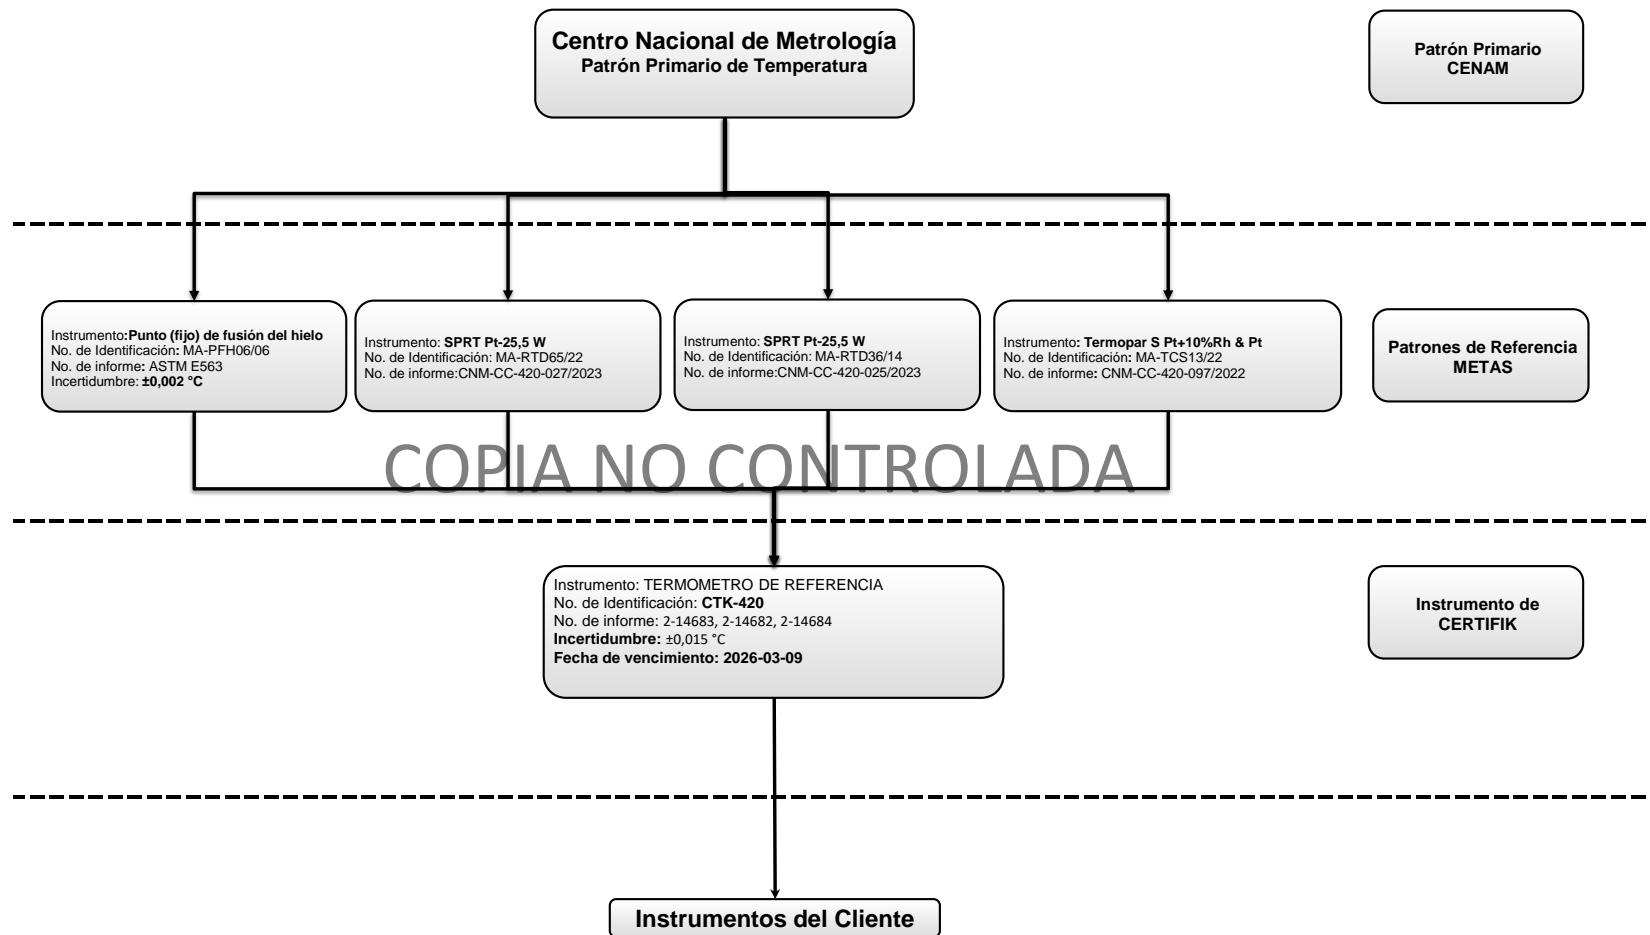 Centro Nacional de Metrología
Patrón Primario de Temperatura
Patrón Primario
CENAM
Instrumento:Punto (fijo) de fusión del hielo
No. de Identificación: MA-PFH06/06
No. de informe: ASTM E563
Incertidumbre: ±0,002 °C
Instrumento: SPRT Pt-25,5 W
No. de Identificación: MA-RTD65/22
No. de informe:CNM-CC-420-027/2023
Instrumento: SPRT Pt-25,5 W
No. de Identificación: MA-RTD36/14
No. de informe:CNM-CC-420-025/2023
Instrumento: Termopar S Pt+10%Rh & Pt
No. de Identificación: MA-TCS13/22
No. de informe: CNM-CC-420-097/2022
Patrones de Referencia
METAS
COPIA NO CONTROLADA
Instrumento: TERMOMETRO DE REFERENCIA
No. de Identificación: CTK-420
No. de informe: 2-14683, 2-14682, 2-14684
Incertidumbre: ±0,015 °C
Fecha de vencimiento: 2026-03-09
Instrumento de
CERTIFIK
Instrumentos del Cliente